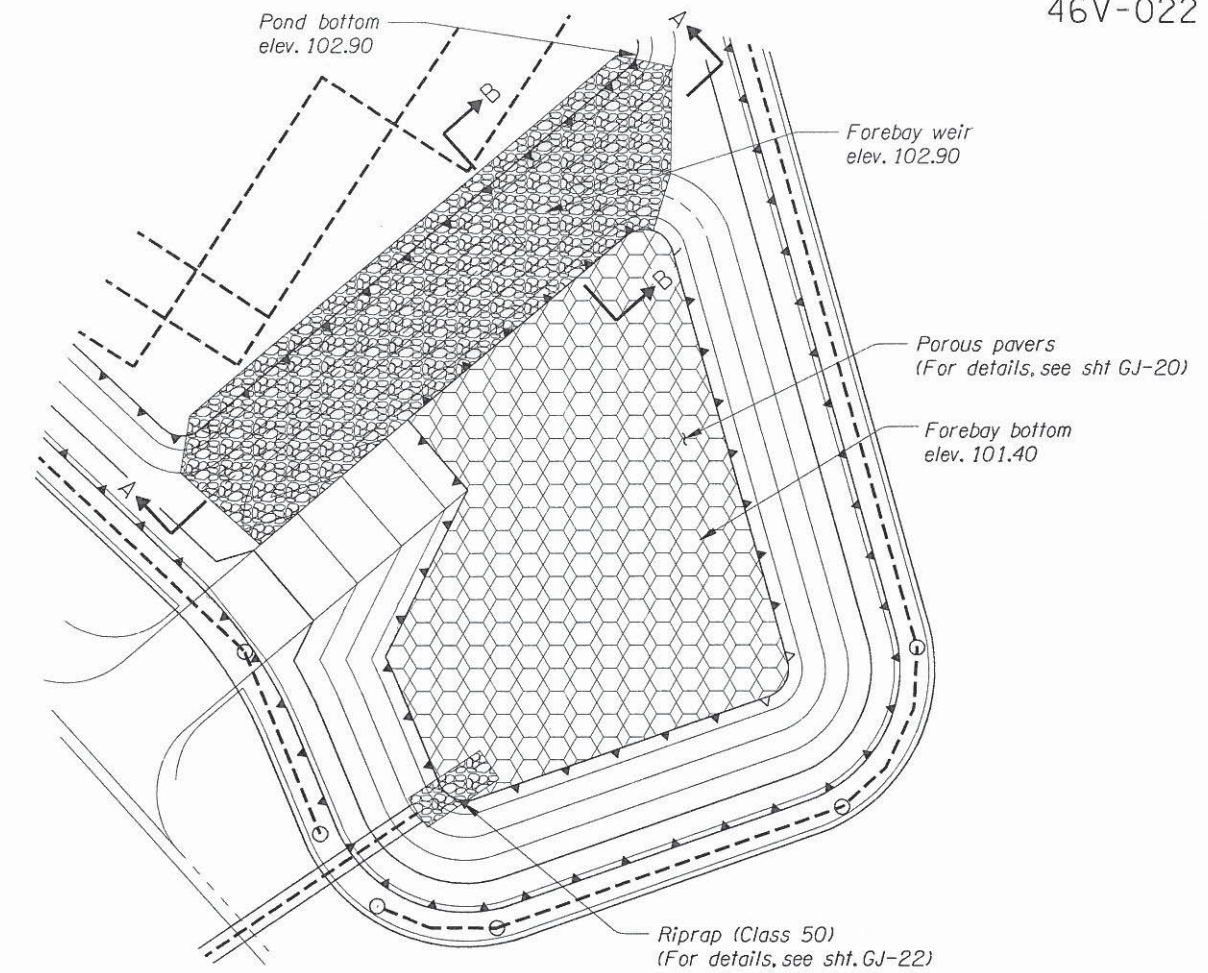 46V-022
Pond bottom
elev. 102.90
A
B
Forebay weir
elev. 102.90
B
Porous pavers
(For details, see sht GJ-20)
Forebay bottom
elev. 101.40
A
Riprap (Class 50)
(For details, see sht. GJ-22)